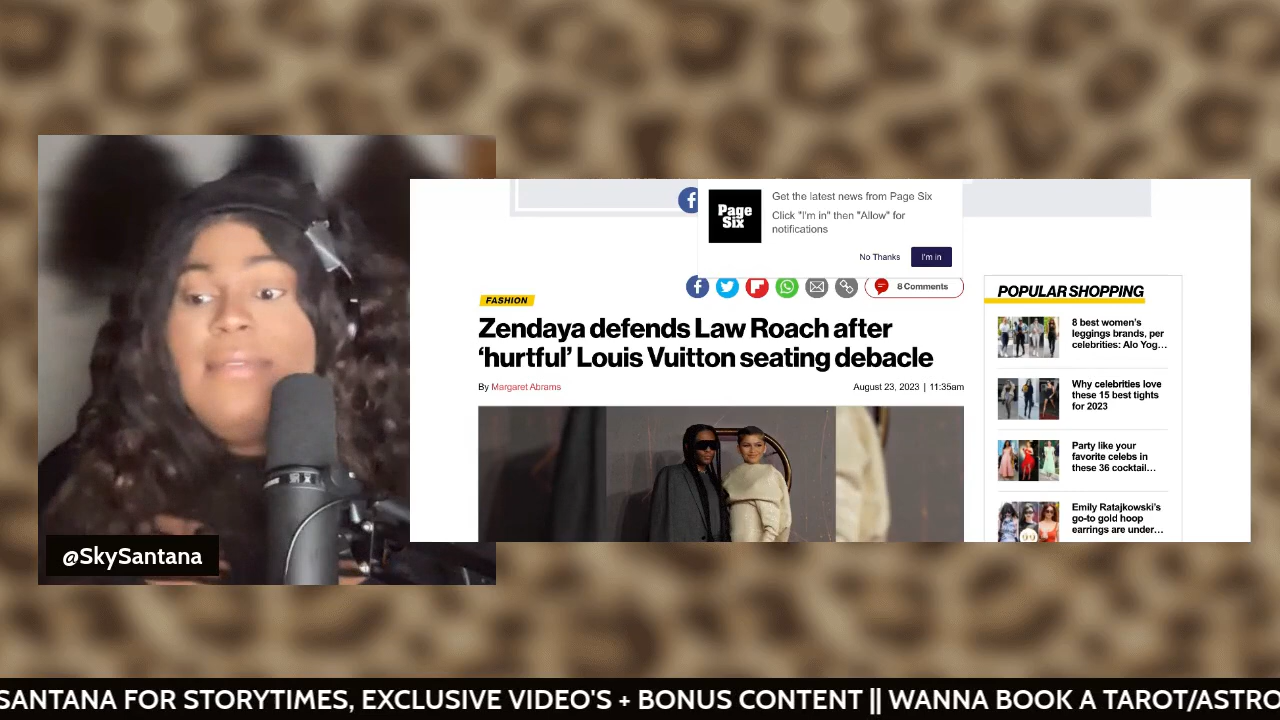 Get the latest news from Page Six
Page
Six
Click "I'm in" then "Allow" for
notifications
No Thanks
I'm in
8 Comments
FASHION
Zendaya defends Law Roach after
‘hurtful’ Louis Vuitton seating debacle
By Margaret Abrams
August 23, 2023 | 11:35am
POPULAR SHOPPING
8 best women's
leggings brands, per
celebrities: Alo Yog...
Why celebrities love
these 15 best tights
for 2023
Party like your
favorite celebs in
these 36 cocktail...
Emily Ratajkowski's
go-to gold hoop
earrings are under...
@SkySantana
SANTANA FOR STORYTIMES, EXCLUSIVE VIDEO'S + BONUS CONTENT || WANNA BOOK A TAROT/ASTRO